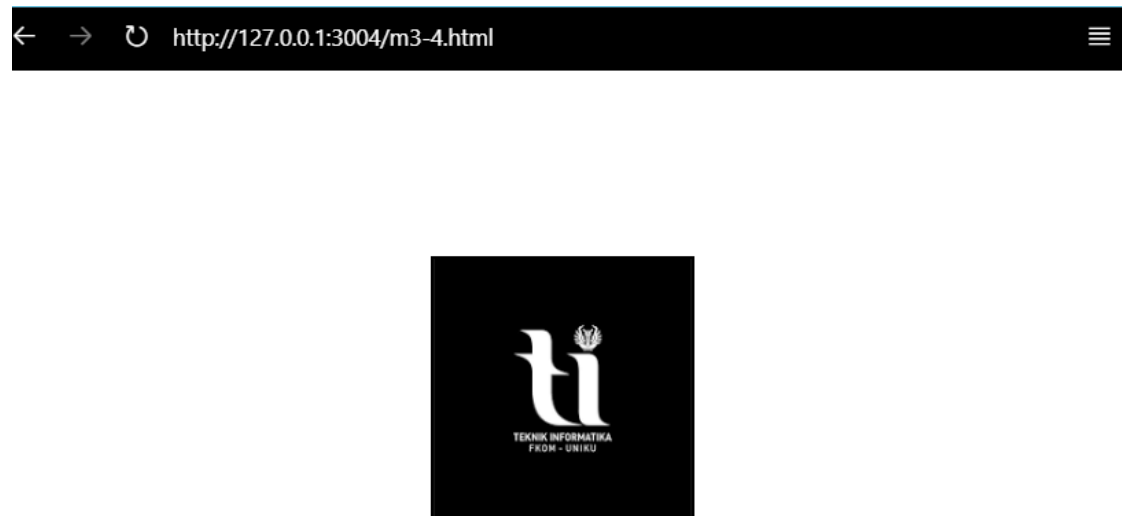 http://127.0.0.1:3004/m3-4.html
ti
TEKNIK INFORMATIKA
FKOM - UNIKU